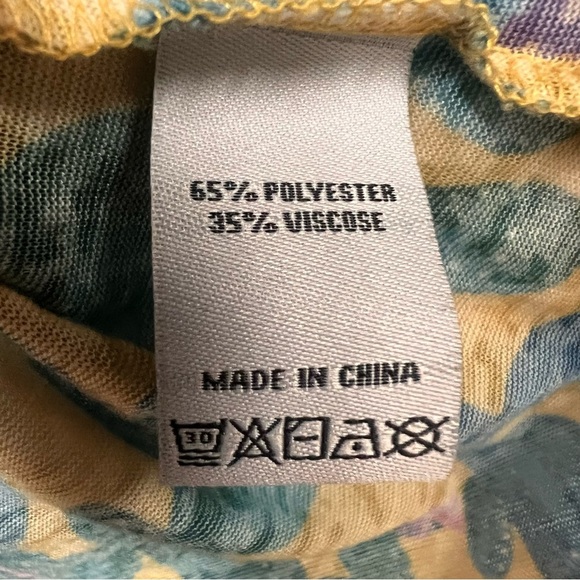 65% POLYESTER
35% VISCOSE
MADE IN CHINA
30